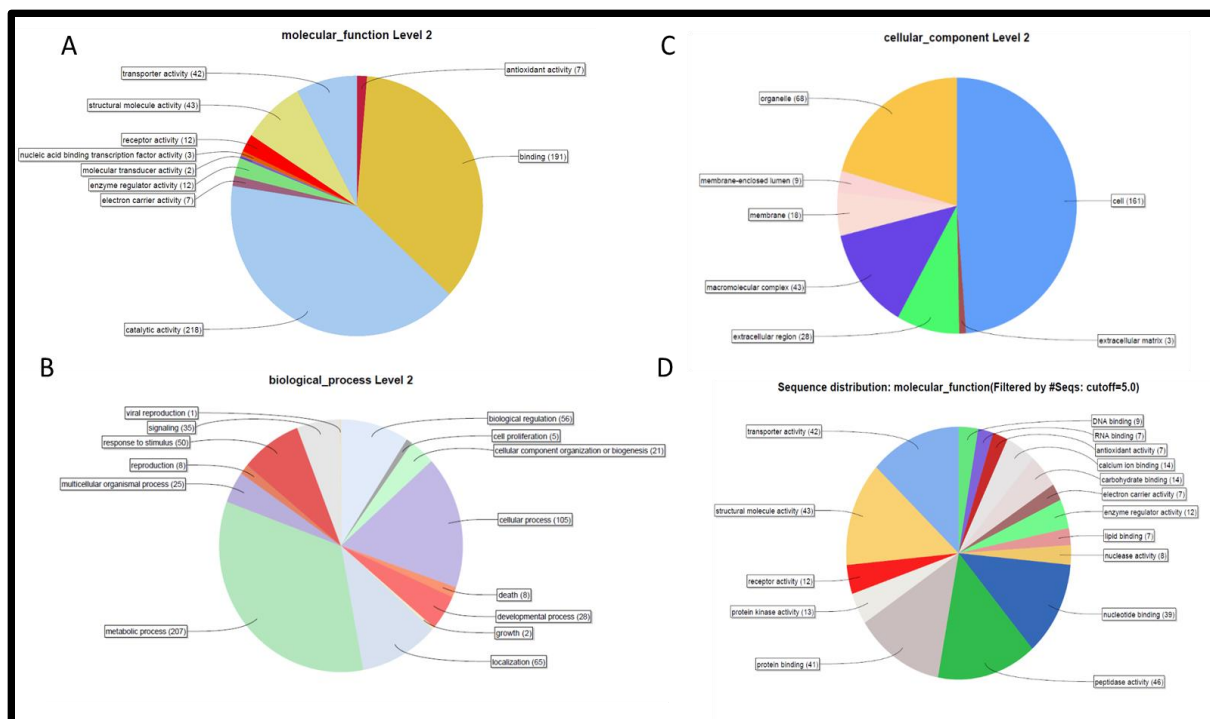 A
molecular_function Level 2
transporter activity (42)
antioxidant activity (7)
structural molecule activity (43)
receptor activity (12)
nucleic acid binding transcription factor activity (3)
binding (191)
molecular transducer activity (2)
enzyme regulator activity (12)
electron carrier activity (7)
catalytic activity (218)
B
biological_process Level 2
viral reproduction (1)
biological regulation (56)
signaling (35)
cell proliferation (5)
response to stimulus (50)
cellular component organization or biogenesis (21)
reproduction (8)
multicellular organismal process (25)
cellular process (105)
death (8)
developmental process (28)
metabolic process (207)
growth (2)
localization (65)
C
cellular_component Level 2
organelle (68)
membrane-enclosed lumen (9)
cell (161)
membrane (18)
macromolecular complex (43)
extracellular region (28)
extracellular matrix (3)
D
Sequence distribution: molecular_function(Filtered by #Seqs: cutoff=5.0)
transporter activity (42)
DNA binding (9)
RNA binding (7)
antioxidant activity (7)
calcium ion binding (14)
carbohydrate binding (14)
electron carrier activity (7)
structural molecule activity (43)
enzyme regulator activity (12)
lipid binding (7)
nuclease activity (8)
receptor activity (12)
protein kinase activity (13)
nucleotide binding (39)
protein binding (41)
peptidase activity (46)